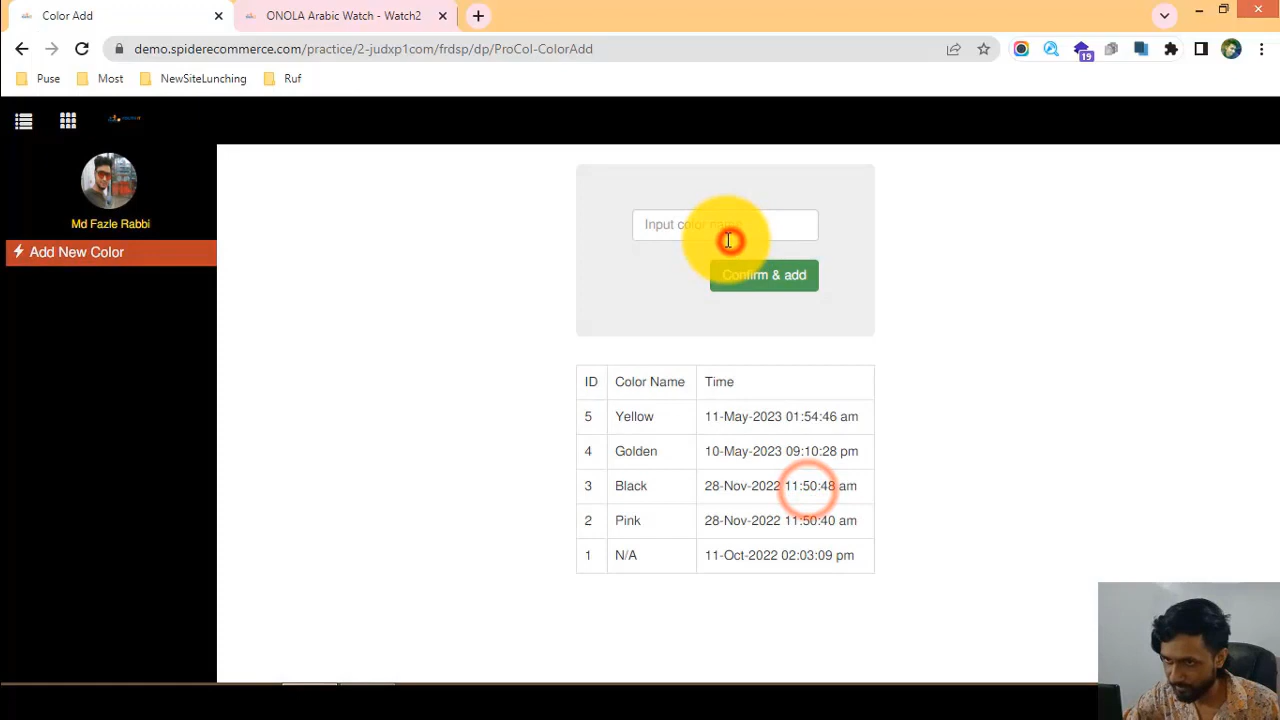 Color Add
ONOLA Arabic Watch - Watch2
demo.spiderecommerce.com/practice/2-judxp1com/frdsp/dp/ProCol-ColorAdd
19
Puse
Most
NewSiteLunching
Ruf
Md Fazle Rabbi
Add New Color
Input color name
Confirm & add
ID Color Name Time
5 Yellow 11-May-2023 01:54:46 am
4 Golden 10-May-2023 09:10:28 pm
3 Black 28-Nov-2022 11:50:48 am
2 Pink 28-Nov-2022 11:50:40 am
1 N/A 11-Oct-2022 02:03:09 pm